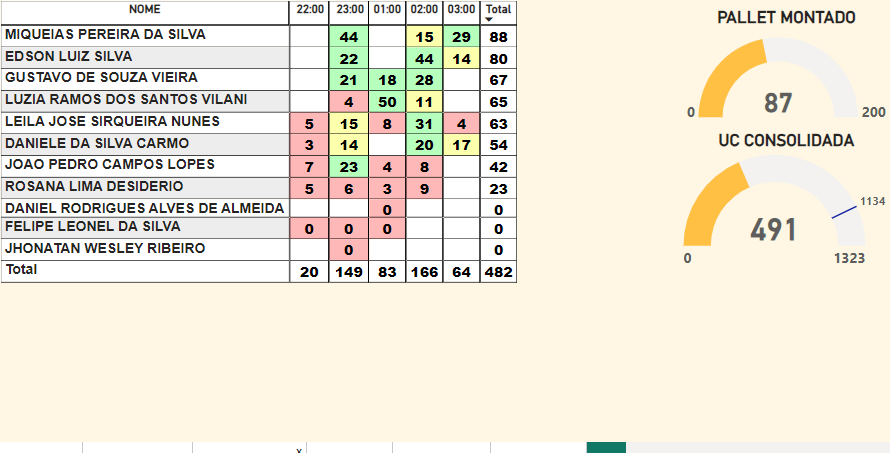 NOME 22:00 23:00 01:00 02:00 03:00 Total
MIQUEIAS PEREIRA DA SILVA 44 15 29 88
EDSON LUIZ SILVA 22 44 14 80
GUSTAVO DE SOUZA VIEIRA 21 18 28 67
LUZIA RAMOS DOS SANTOS VILANI 4 50 11 65
LEILA JOSE SIRQUEIRA NUNES 5 15 8 31 4 63
DANIELE DA SILVA CARMO 3 14 20 17 54
JOAO PEDRO CAMPOS LOPES 7 23 4 8 42
ROSANA LIMA DESIDERIO 5 6 3 9 23
DANIEL RODRIGUES ALVES DE ALMEIDA 0 0
FELIPE LEONEL DA SILVA 0 0 0 0
JHONATAN WESLEY RIBEIRO 0 0
Total 20 149 83 166 64 482
PALLET MONTADO
87
0 200
UC CONSOLIDADA
1134
491
0 1323
x